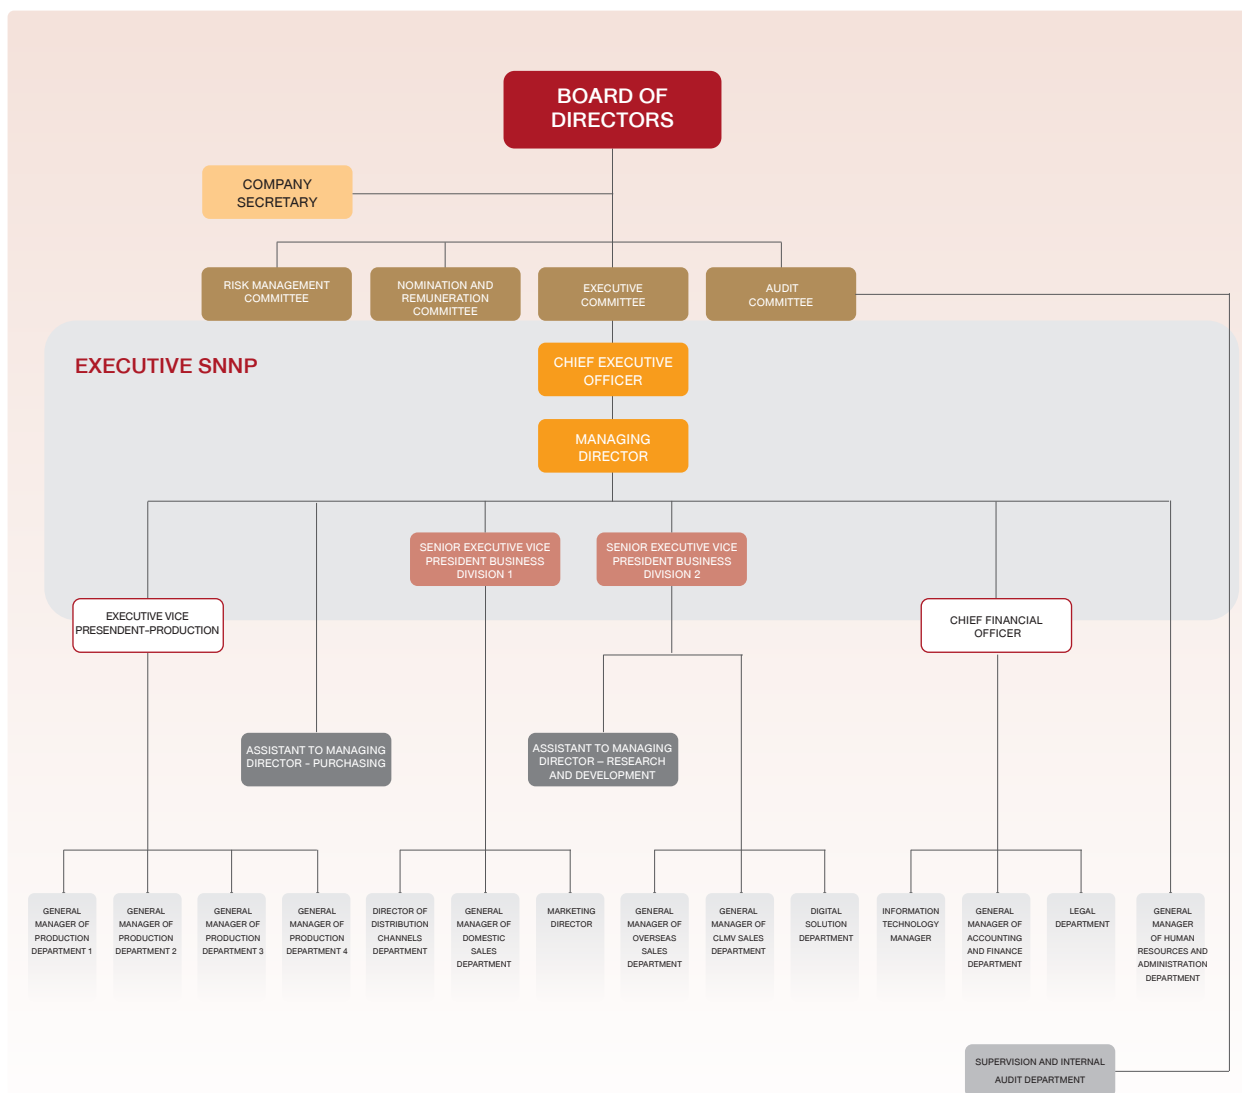 BOARD OF
DIRECTORS
COMPANY
SECRETARY
RISK MANAGEMENT
COMMITTEE
NOMINATION AND
REMUNERATION
COMMITTEE
EXECUTIVE
COMMITTEE
AUDIT
COMMITTEE
EXECUTIVE SNNP
CHIEF EXECUTIVE
OFFICER
MANAGING
DIRECTOR
SENIOR EXECUTIVE VICE
PRESIDENT BUSINESS
DIVISION 1
SENIOR EXECUTIVE VICE
PRESIDENT BUSINESS
DIVISION 2
EXECUTIVE VICE
PRESENDENT-PRODUCTION
CHIEF FINANCIAL
OFFICER
ASSISTANT TO MANAGING
DIRECTOR - PURCHASING
ASSISTANT TO MANAGING
DIRECTOR – RESEARCH
AND DEVELOPMENT
GENERAL
MANAGER OF
PRODUCTION
DEPARTMENT 1
GENERAL
MANAGER OF
PRODUCTION
DEPARTMENT 2
GENERAL
MANAGER OF
PRODUCTION
DEPARTMENT 3
GENERAL
MANAGER OF
PRODUCTION
DEPARTMENT 4
DIRECTOR OF
DISTRIBUTION
CHANNELS
DEPARTMENT
GENERAL
MANAGER OF
DOMESTIC
SALES
DEPARTMENT
MARKETING
DIRECTOR
GENERAL
MANAGER OF
OVERSEAS
SALES
DEPARTMENT
GENERAL
MANAGER OF
CLMV SALES
DEPARTMENT
DIGITAL
SOLUTION
DEPARTMENT
INFORMATION
TECHNOLOGY
MANAGER
GENERAL
MANAGER OF
ACCOUNTING
AND FINANCE
DEPARTMENT
LEGAL
DEPARTMENT
GENERAL
MANAGER
OF HUMAN
RESOURCES AND
ADMINISTRATION
DEPARTMENT
SUPERVISION AND INTERNAL
AUDIT DEPARTMENT